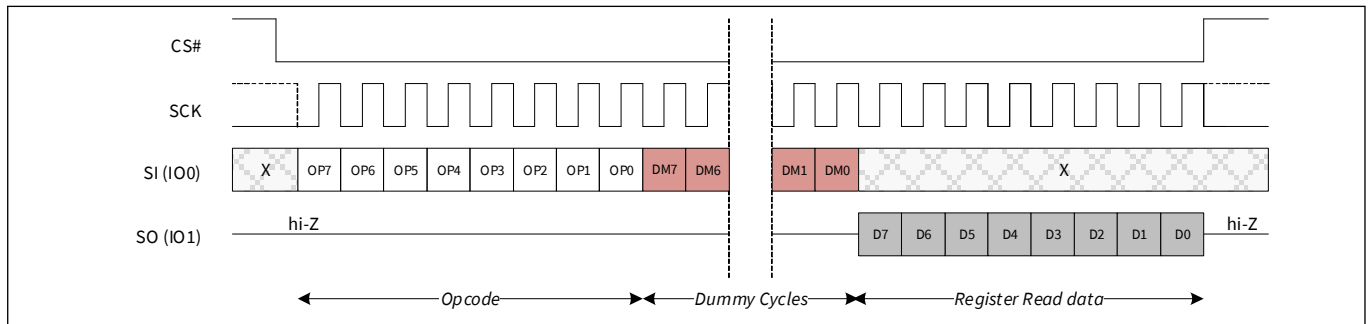 CS#
SCK
SI (IO0) X OP7 OP6 OP5 OP4 OP3 OP2 OP1 OP0 DM7 DM6 DM1 DM0 X
hi-Z
SO (IO1) D7 D6 D5 D4 D3 D2 D1 D0 hi-Z
Opcode Dummy Cycles Register Read data